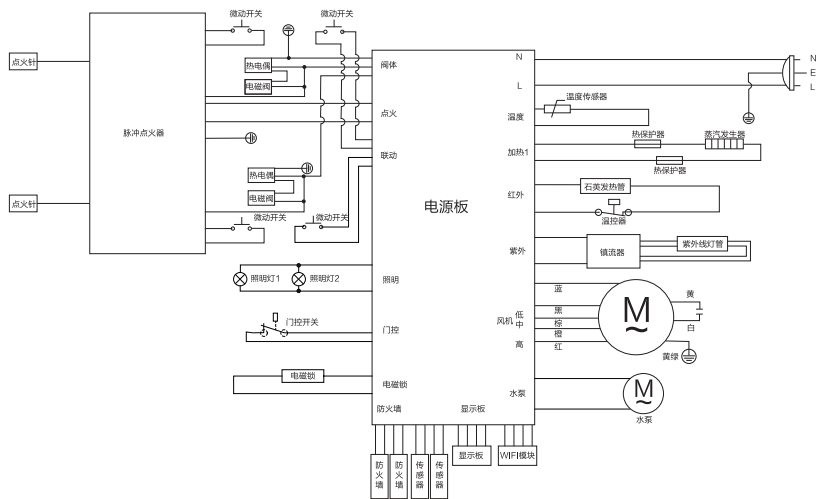 微动开关
微动开关
点火针
热电偶
电磁阀
脉冲点火器
热电偶
电磁阀
点火针
微动开关
微动开关
照明灯1
照明灯2
门控开关
电磁锁
电源板
阀体
点火
联动
照明
门控
电磁锁
防火墙
显示板
N
L
温度
加热1
红外
紫外
风机
低
中
高
水泵
N
E
L
温度传感器
热保护器
蒸汽发生器
热保护器
石英发热管
温控器
镇流器
紫外线灯管
蓝
黑
棕
橙
红
M
~
黄
白
黄绿
M
~
水泵
防火墙
防火墙
传感器
传感器
显示板
WIFI模块